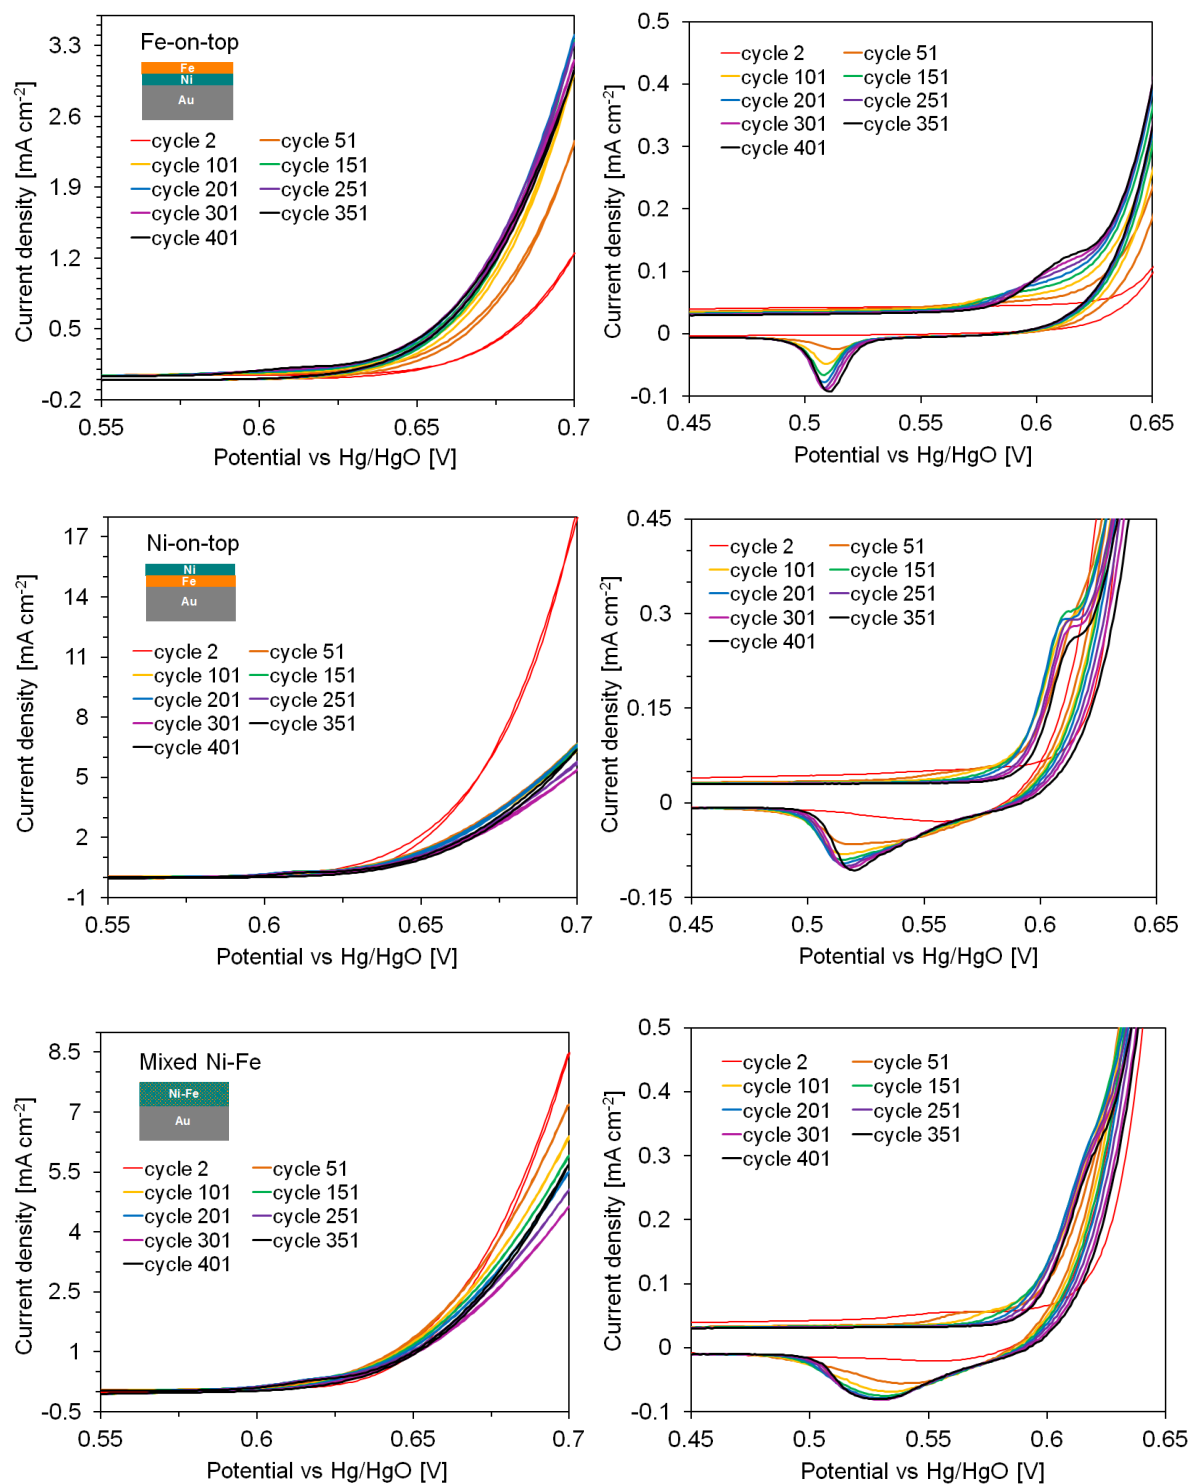 Fe-on-top
Fe
Ni
Au
cycle 2 cycle 51
cycle 101 cycle 151
cycle 201 cycle 251
cycle 301 cycle 351
cycle 401
3.3
2.6
1.9
1.2
0.5
-0.2
0.55 0.6 0.65 0.7
Current density [mA cm-2]
Potential vs Hg/HgO [V]
cycle 2 cycle 51
cycle 101 cycle 151
cycle 201 cycle 251
cycle 301 cycle 351
cycle 401
0.5
0.4
0.3
0.2
0.1
0
-0.1
0.45 0.5 0.55 0.6 0.65
Current density [mA cm-2]
Potential vs Hg/HgO [V]
Ni-on-top
Ni
Fe
Au
cycle 2 cycle 51
cycle 101 cycle 151
cycle 201 cycle 251
cycle 301 cycle 351
cycle 401
17
14
11
8
5
2
-1
0.55 0.6 0.65 0.7
Current density [mA cm-2]
Potential vs Hg/HgO [V]
cycle 2 cycle 51
cycle 101 cycle 151
cycle 201 cycle 251
cycle 301 cycle 351
cycle 401
0.45
0.3
0.15
0
-0.15
0.45 0.5 0.55 0.6 0.65
Current density [mA cm-2]
Potential vs Hg/HgO [V]
Mixed Ni-Fe
Ni-Fe
Au
cycle 2 cycle 51
cycle 101 cycle 151
cycle 201 cycle 251
cycle 301 cycle 351
cycle 401
8.5
7
5.5
4
2.5
1
-0.5
0.55 0.6 0.65 0.7
Current density [mA cm-2]
Potential vs Hg/HgO [V]
cycle 2 cycle 51
cycle 101 cycle 151
cycle 201 cycle 251
cycle 301 cycle 351
cycle 401
0.5
0.4
0.3
0.2
0.1
0
-0.1
0.45 0.5 0.55 0.6 0.65
Current density [mA cm-2]
Potential vs Hg/HgO [V]